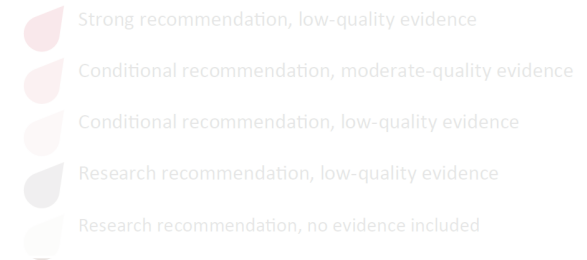 Strong recommendation, low-quality evidence
Conditional recommendation, moderate-quality evidence
Conditional recommendation, low-quality evidence
Research recommendation, low-quality evidence
Research recommendation, no evidence included